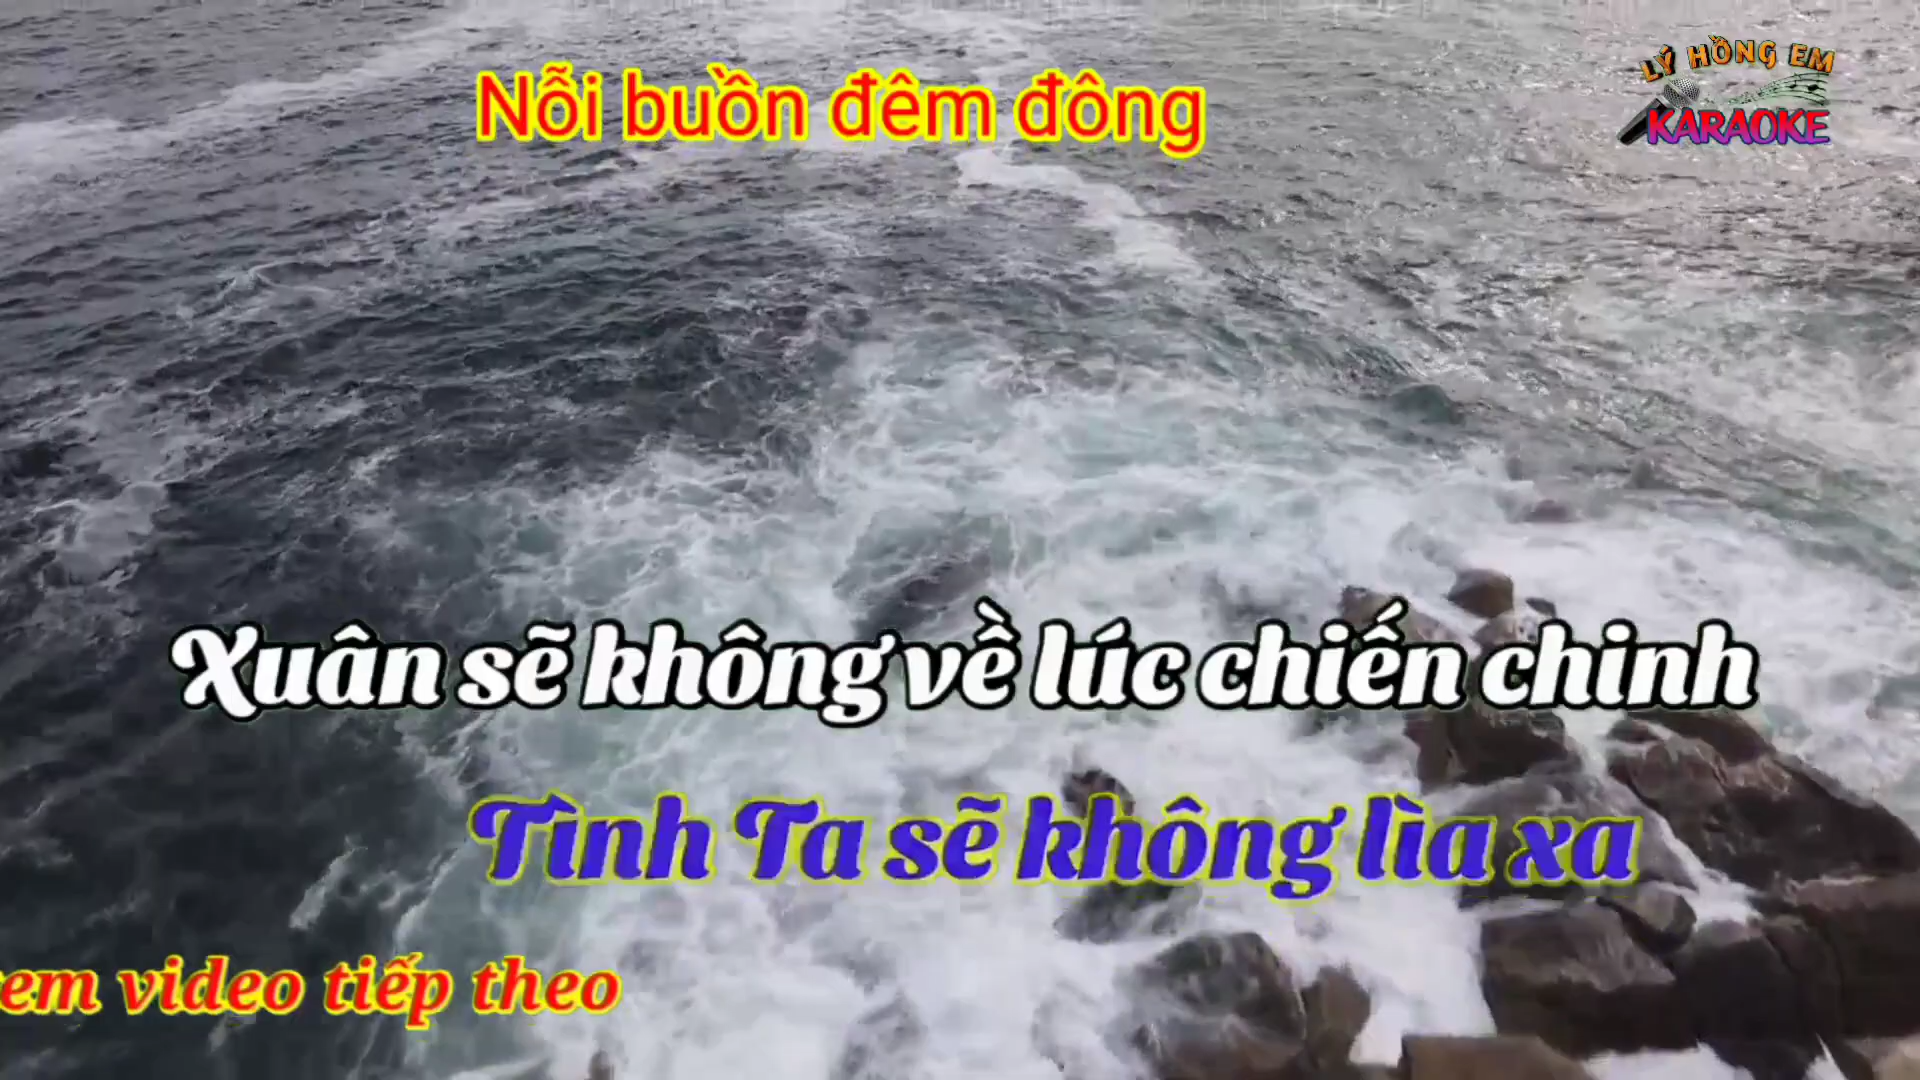 LÝ HỒNG EM
KARAOKE
Nỗi buồn đêm đông
Xuân sẽ không về lúc chiến chinh
Tình Ta sẽ không lìa xa
em video tiếp theo